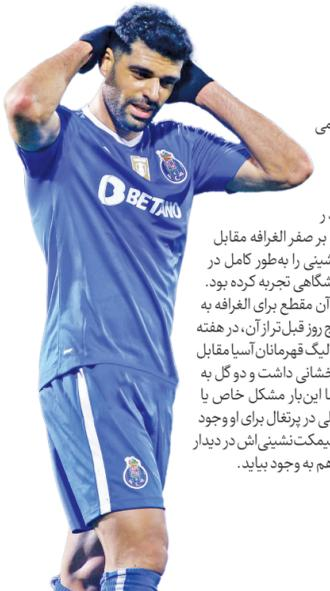 می
ر
بر صفر الغرافه مقابل
شینی را به‌طور کامل در
شگاهی تجربه کرده بود.
آن مقطع برای الغرافه به
ج روز قبل‌تر از آن، در هفته
لیگ قهرمانان آسیا مقابل
خشانی داشت و دو گل به
ا این‌بار مشکل خاص یا
لی در پرتغال برای او وجود
یمکت‌نشینی‌اش در دیدار
هم به وجود بیاید.
BETANO